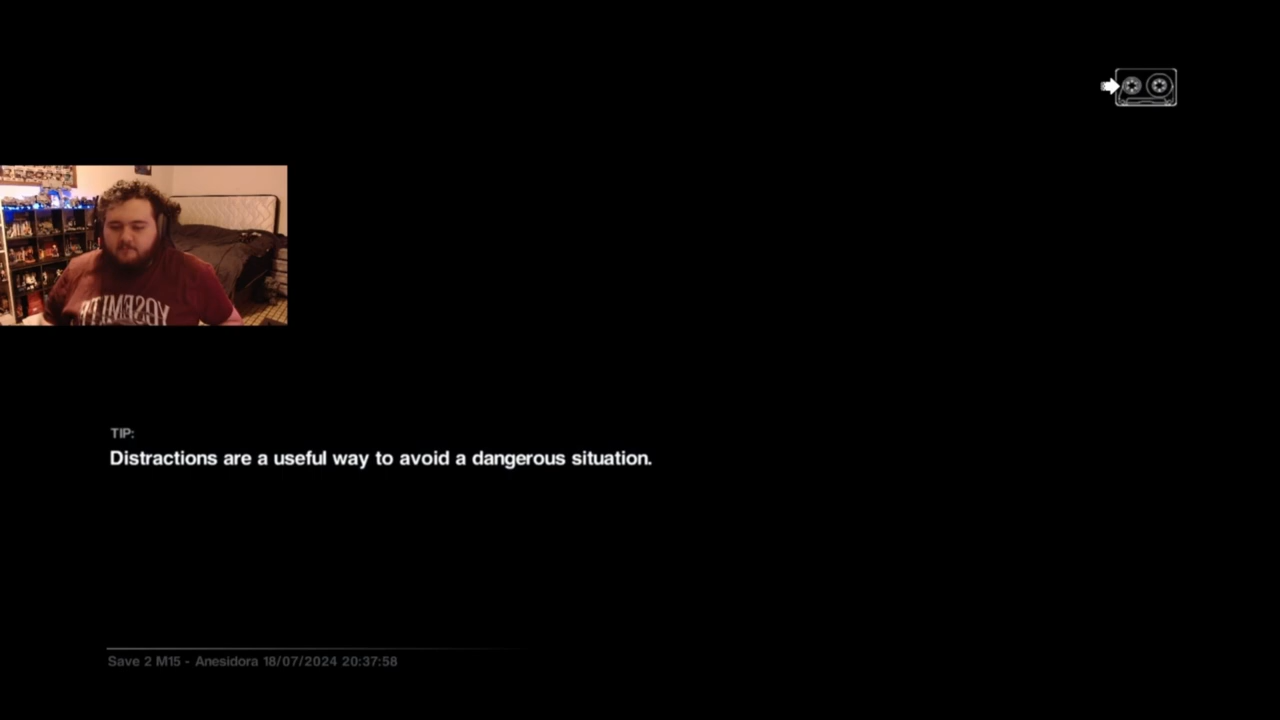 YOSEMITE
TIP:
Distractions are a useful way to avoid a dangerous situation.
Save 2 M15 - Anesidora 18/07/2024 20:37:58